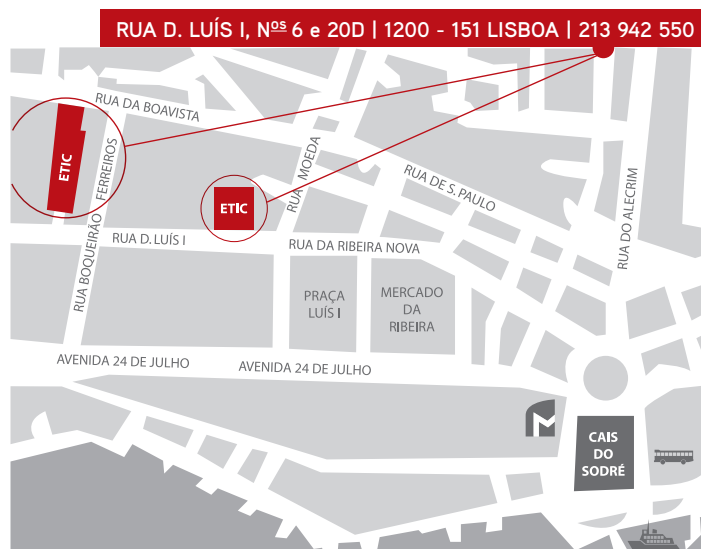 RUA D. LUÍS I, Nos 6 e 20D | 1200 - 151 LISBOA | 213 942 550
RUA DA BOAVISTA
ETIC
RUA BOQUEIRÃO FERREIROS
RUA MOEDA
RUA DE S. PAULO
RUA DO ALECRIM
ETIC
RUA D. LUÍS I
RUA DA RIBEIRA NOVA
PRAÇA
LUÍS I
MERCADO
DA
RIBEIRA
AVENIDA 24 DE JULHO
AVENIDA 24 DE JULHO
M
CAIS
DO
SODRÉ